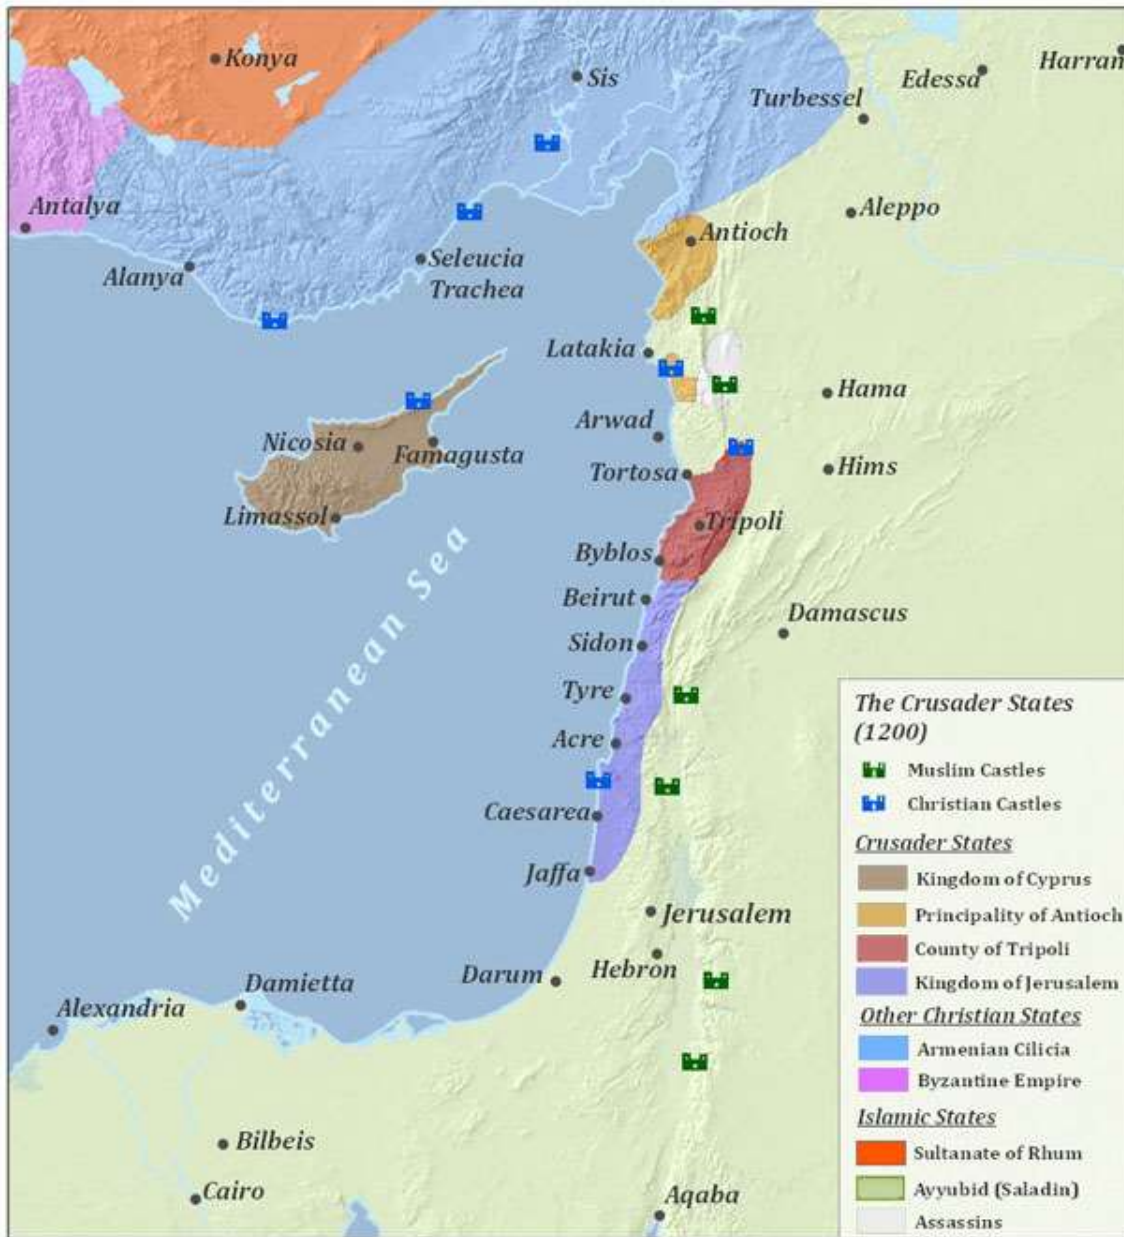 Konya
Sis
Edessa
Harran
Turbessel
Antalya
Aleppo
Antioch
Alanya
Seleucia
Trachea
Latakia
Hama
Arwad
Nicosia
Famagusta
Hims
Tortosa
Limassol
Tripoli
Byblos
Beirut
Damascus
Sidon
Mediterranean Sea
Tyre
Acre
Caesarea
Jaffa
Jerusalem
Hebron
Darum
Damietta
Alexandria
Bilbeis
Cairo
Aqaba
The Crusader States
(1200)
Muslim Castles
Christian Castles
Crusader States
Kingdom of Cyprus
Principality of Antioch
County of Tripoli
Kingdom of Jerusalem
Other Christian States
Armenian Cilicia
Byzantine Empire
Islamic States
Sultanate of Rhum
Ayyubid (Saladin)
Assassins